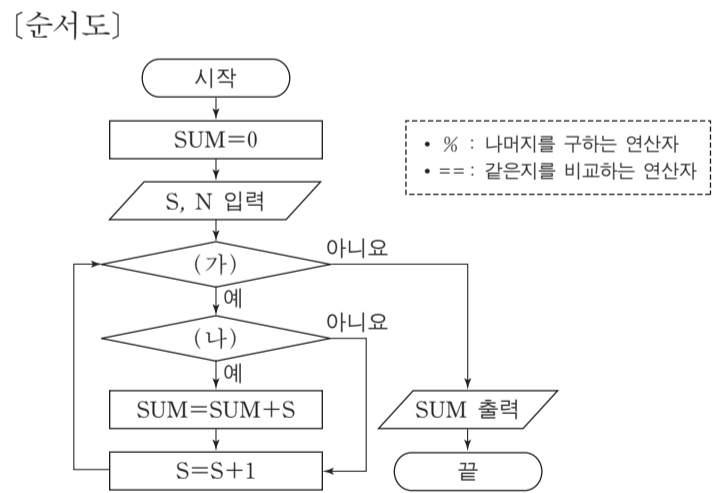 [순서도]
시작
SUM=0
• % : 나머지를 구하는 연산자
• == : 같은지를 비교하는 연산자
S, N 입력
(가)
아니요
예
(나)
아니요
예
SUM=SUM+S
SUM 출력
S=S+1
끝